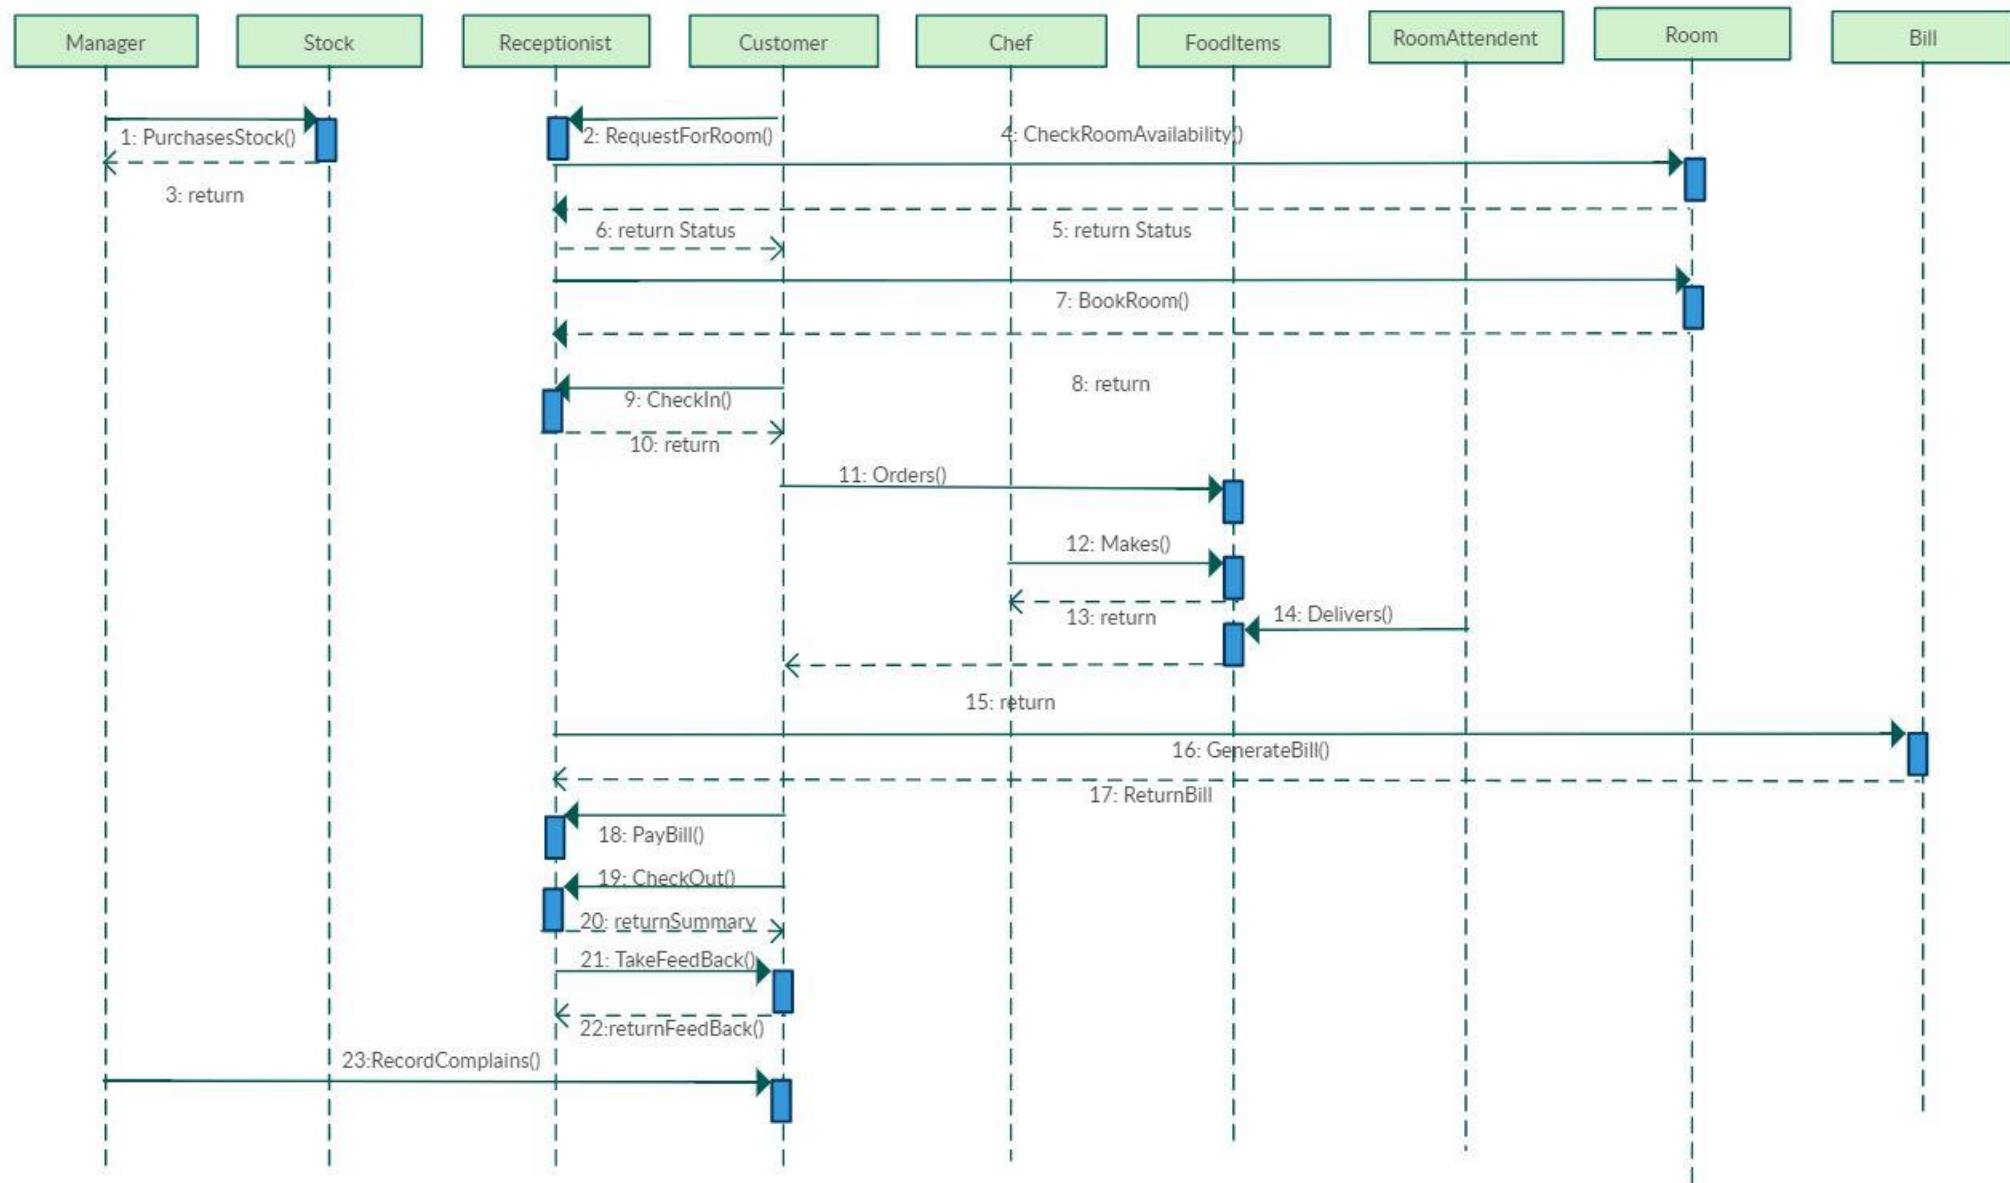 Manager
Stock
Receptionist
Customer
Chef
FoodItems
RoomAttendent
Room
Bill
1: PurchasesStock()
2: RequestForRoom()
4: CheckRoomAvailability()
3: return
6: return Status
5: return Status
7: BookRoom()
8: return
9: CheckIn()
10: return
11: Orders()
12: Makes()
13: return
14: Delivers()
15: return
16: GenerateBill()
17: ReturnBill
18: PayBill()
19: CheckOut()
20: returnSummary
21: TakeFeedBack()
22:returnFeedBack()
23:RecordComplains()